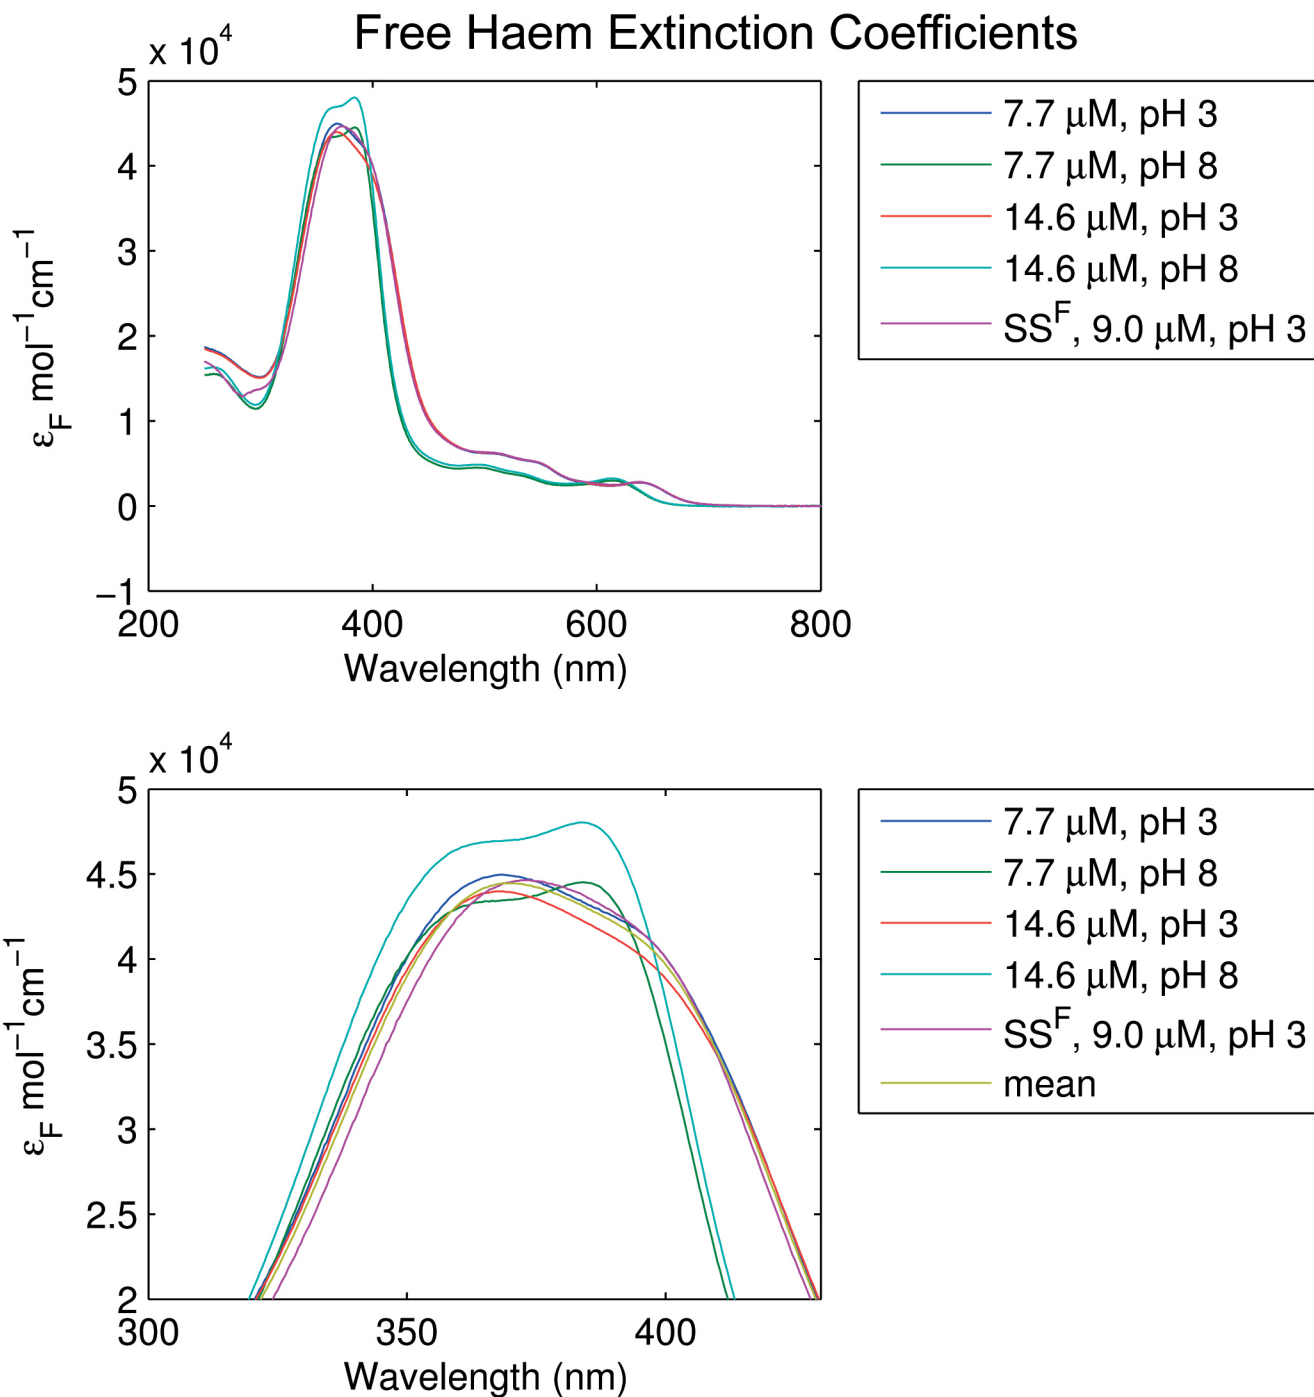 Free Haem Extinction Coefficients
x 10⁴
5
4
3
2
1
0
−1
200 400 600 800
Wavelength (nm)
ε_F mol⁻¹cm⁻¹
7.7 μM, pH 3
7.7 μM, pH 8
14.6 μM, pH 3
14.6 μM, pH 8
SS^F, 9.0 μM, pH 3
x 10⁴
5
4.5
4
3.5
3
2.5
2
300 350 400
Wavelength (nm)
ε_F mol⁻¹cm⁻¹
7.7 μM, pH 3
7.7 μM, pH 8
14.6 μM, pH 3
14.6 μM, pH 8
SS^F, 9.0 μM, pH 3
mean